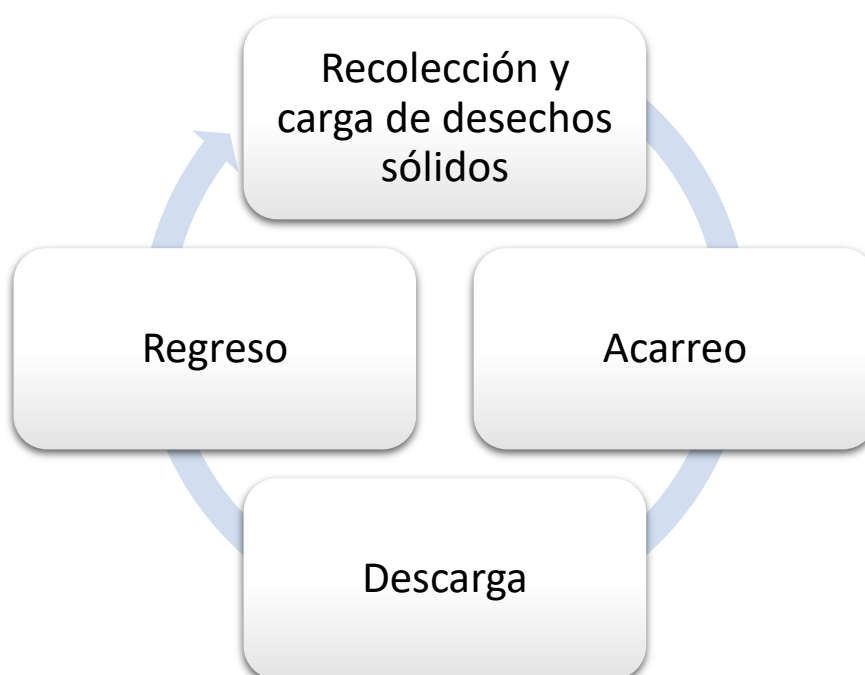 Recolección y
carga de desechos
sólidos
Regreso
Acarreo
Descarga